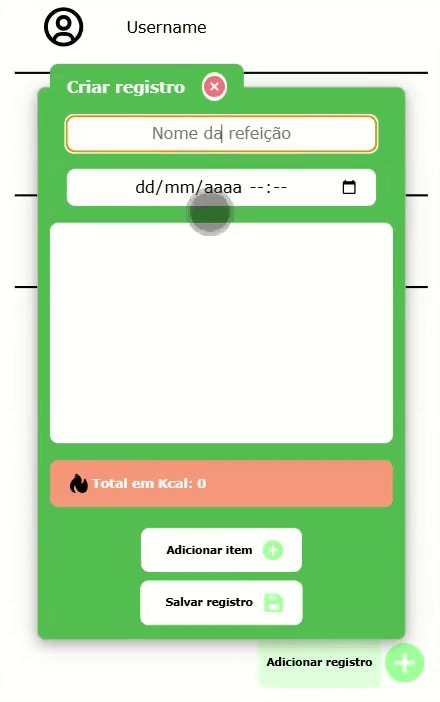 Username
Criar registro
Nome da refeição
dd/mm/aaaa --:--
Total em Kcal: 0
Adicionar item
Salvar registro
Adicionar registro